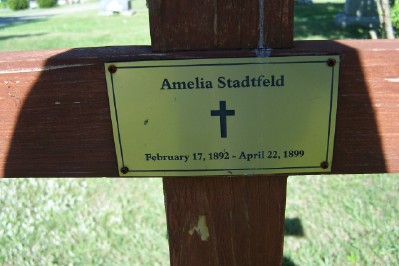 Amelia Stadtfeld
February 17, 1892 - April 22, 1899